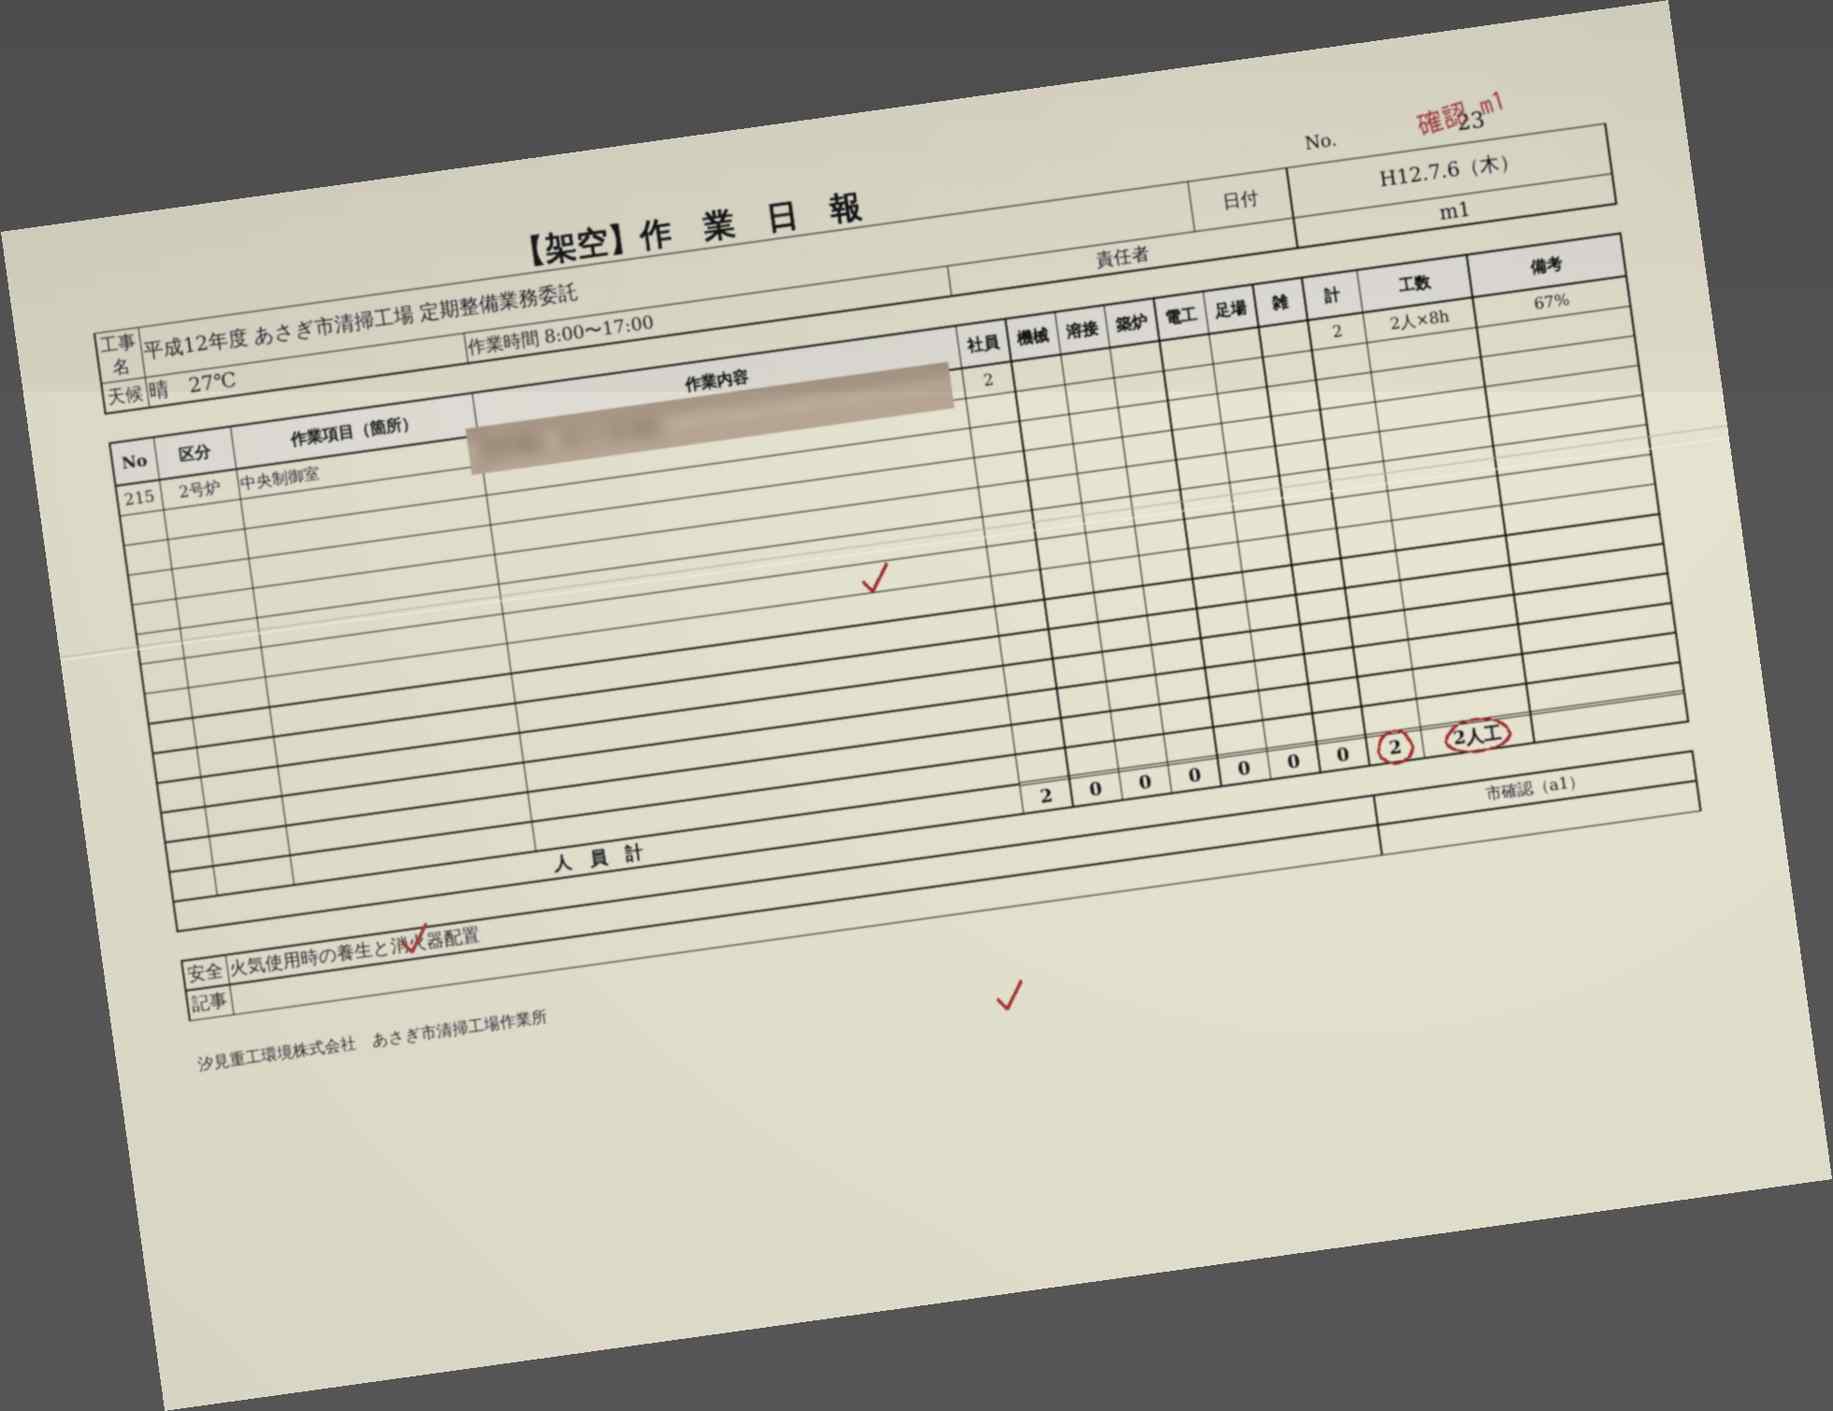 確認 m1
No. 23
【架空】作 業 日 報
工事名 平成12年度 あさぎ市清掃工場 定期整備業務委託 日付 H12.7.6（木）
天候 晴 27℃ 作業時間 8:00〜17:00 責任者 m1
No 区分 作業項目（箇所） 作業内容 社員 機械 溶接 築炉 電工 足場 雑 計 工数 備考
215 2号炉 中央制御室 2 2 2人×8h 67%
人 員 計 2 0 0 0 0 0 0 2 2人工
安全 火気使用時の養生と消火器配置 市確認（a1）
記事
汐見重工環境株式会社 あさぎ市清掃工場作業所